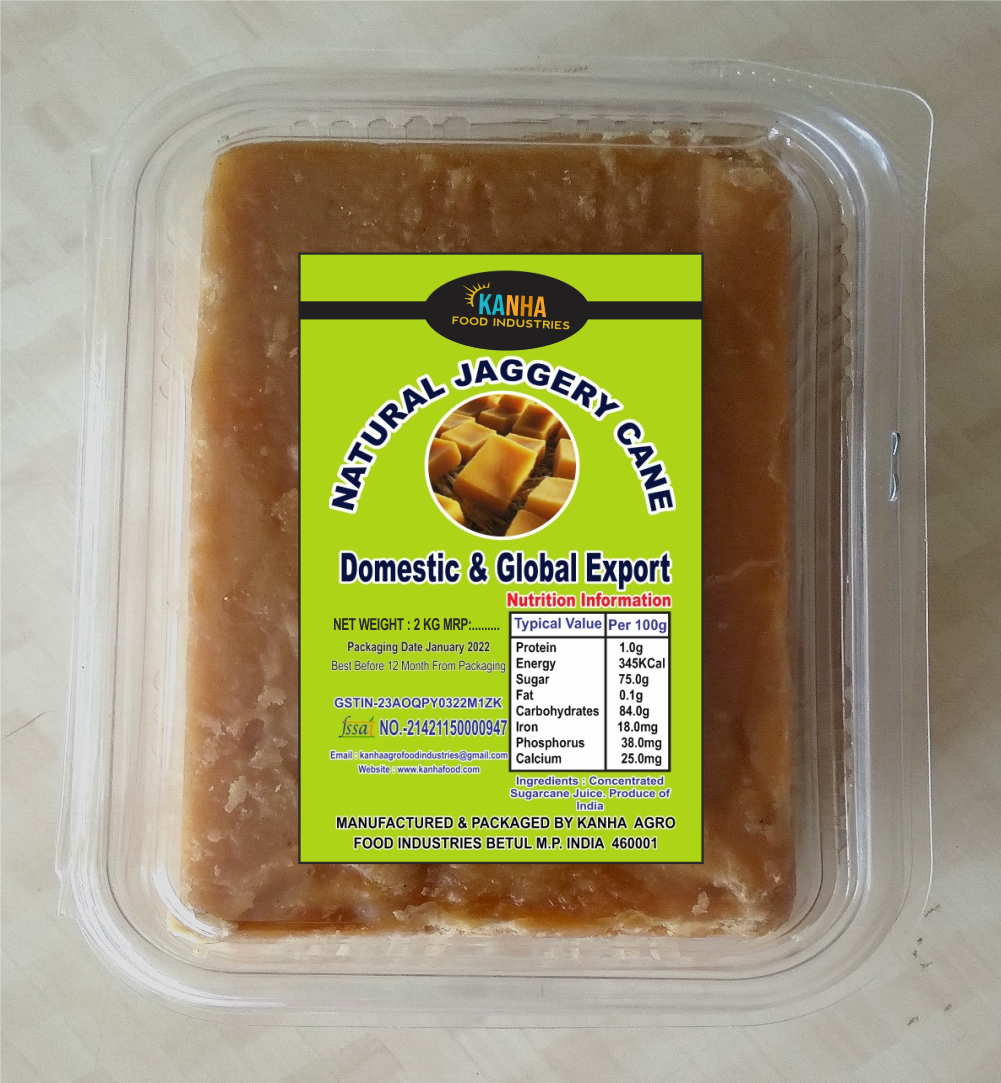 KANHA
FOOD INDUSTRIES
NATURAL JAGGERY CANE
Domestic & Global Export
Nutrition Information
NET WEIGHT : 2 KG MRP:.........
Packaging Date January 2022
Best Before 12 Month From Packaging
GSTIN-23AOQPY0322M1ZK
fssai NO.-21421150000947
Email : kanhaagrofoodindustries@gmail.com
Website : www.kanhafood.com
Typical Value Per 100g
Protein 1.0g
Energy 345KCal
Sugar 75.0g
Fat 0.1g
Carbohydrates 84.0g
Iron 18.0mg
Phosphorus 38.0mg
Calcium 25.0mg
Ingredients : Concentrated
Sugarcane Juice. Produce of
India
MANUFACTURED & PACKAGED BY KANHA AGRO
FOOD INDUSTRIES BETUL M.P. INDIA 460001